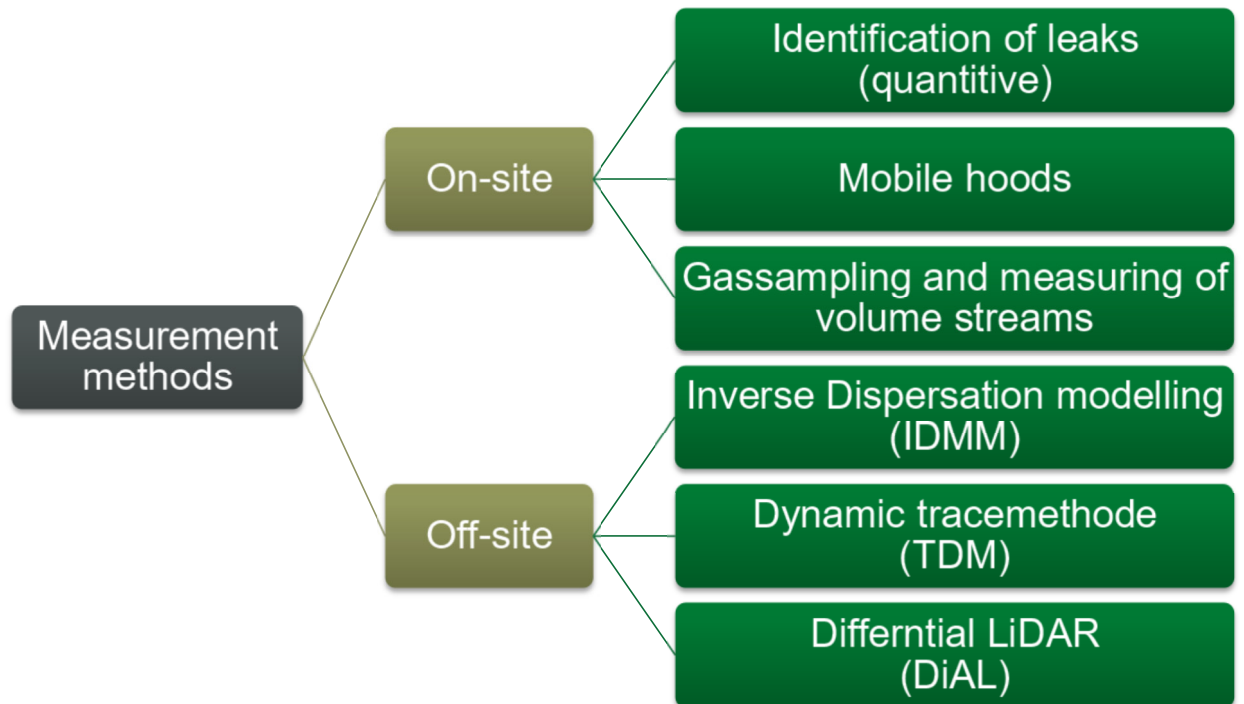 Measurement
methods
On-site
Identification of leaks
(quantitive)
Mobile hoods
Gassampling and measuring of
volume streams
Off-site
Inverse Dispersation modelling
(IDMM)
Dynamic tracemethode
(TDM)
Differntial LiDAR
(DiAL)